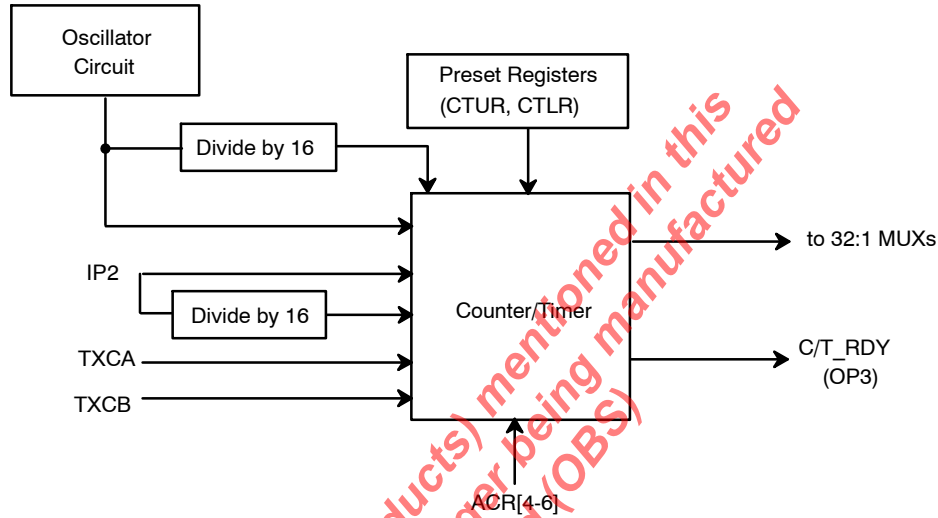 Oscillator
Circuit
Preset Registers
(CTUR, CTLR)
Divide by 16
to 32:1 MUXs
IP2
Divide by 16
Counter/Timer
TXCA
C/T_RDY
(OP3)
TXCB
ACR[4-6]
ducts) mentioned in this
ger being manufactured
(OBS)